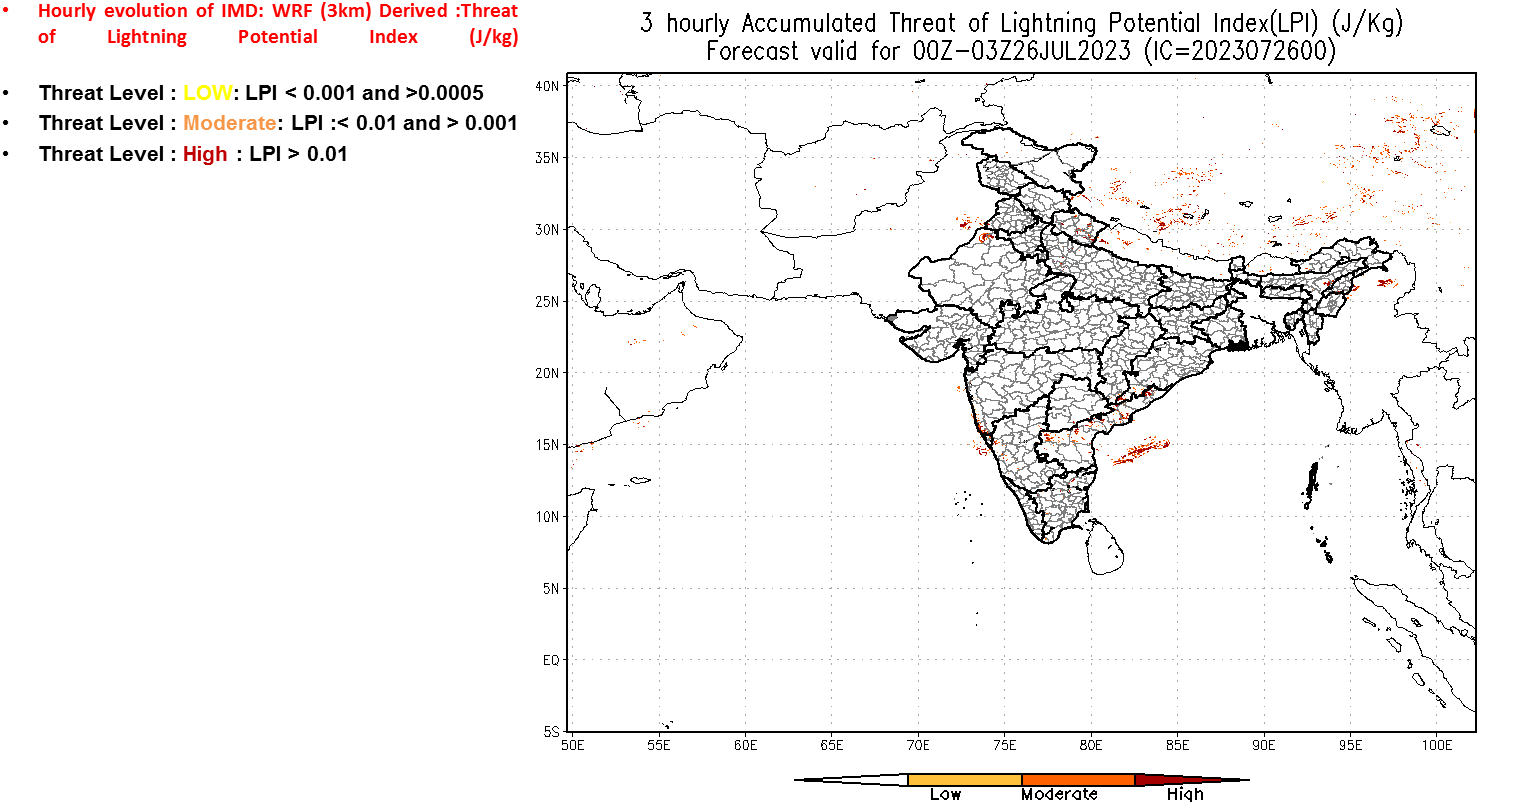 • Hourly evolution of IMD: WRF (3km) Derived :Threat
of Lightning Potential Index (J/kg)
• Threat Level : LOW: LPI < 0.001 and >0.0005
• Threat Level : Moderate: LPI :< 0.01 and > 0.001
• Threat Level : High : LPI > 0.01
3 hourly Accumulated Threat of Lightning Potential Index(LPI) (J/Kg)
Forecast valid for 00Z-03Z26JUL2023 (IC=2023072600)
40N
35N
30N
25N
20N
15N
10N
5N
EQ
5S
50E 55E 60E 65E 70E 75E 80E 85E 90E 95E 100E
Low Moderate High